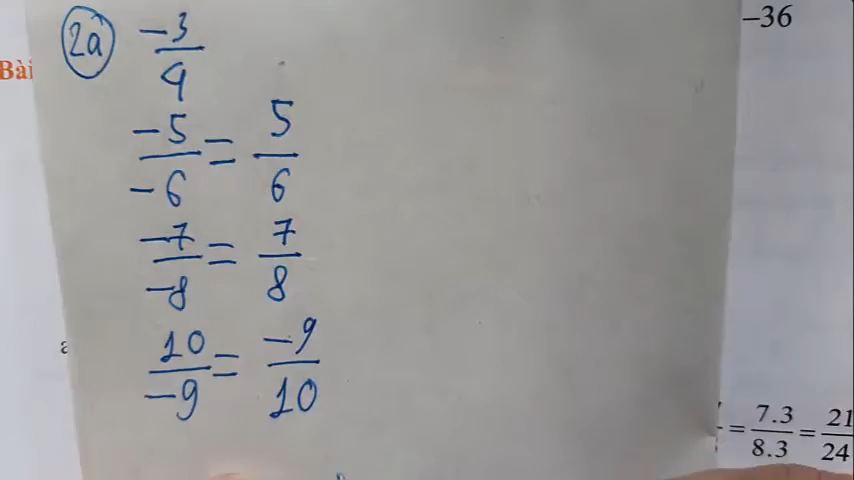 2a -3/4
-5/-6 = 5/6
-7/-8 = 7/8
10/-9 = -9/10
-36
Bài
= 7.3/8.3 = 21/24